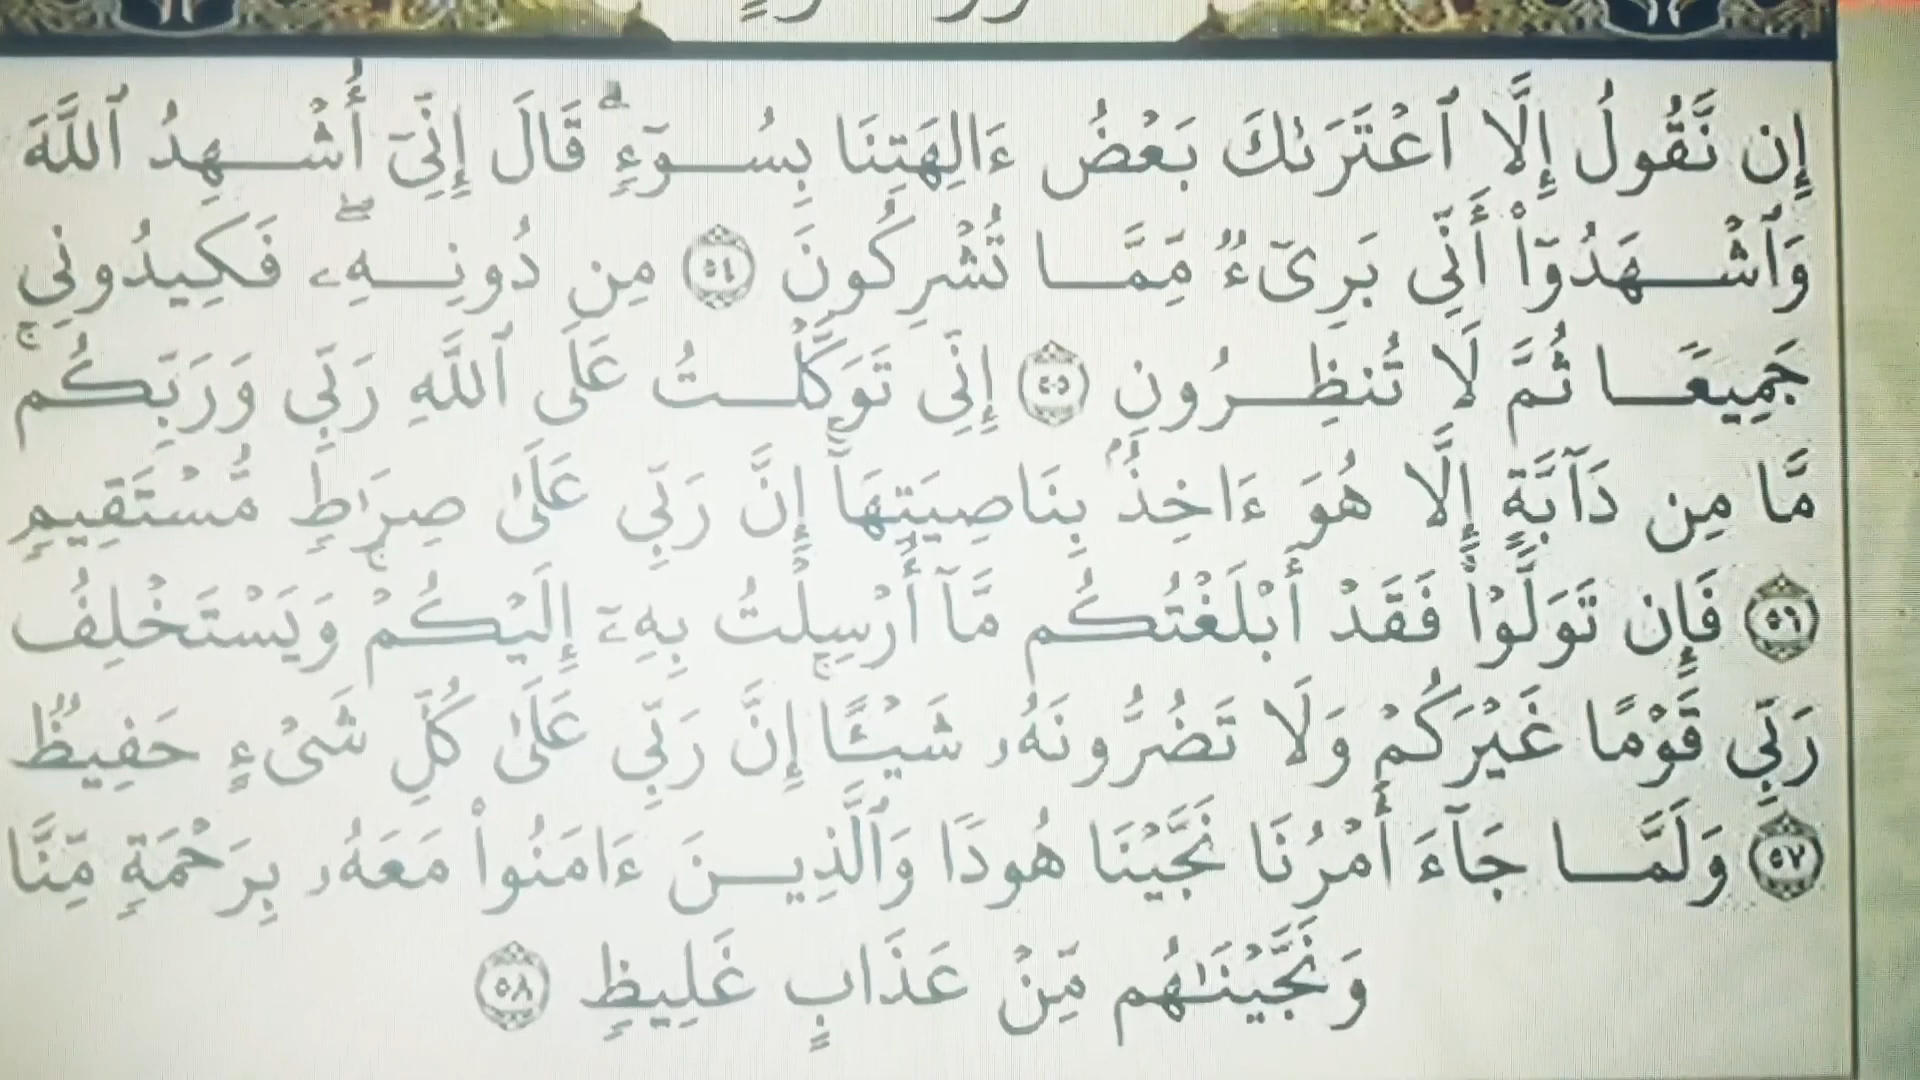 إِن نَّقُولُ إِلَّا ٱعْتَرَىٰكَ بَعْضُ ءَالِهَتِنَا بِسُوٓءٍ ۗ قَالَ إِنِّىٓ أُشْهِدُ ٱللَّهَ
وَٱشْهَدُوٓا۟ أَنِّى بَرِىٓءٌ مِّمَّا تُشْرِكُونَ ٥٤ مِن دُونِهِۦ ۖ فَكِيدُونِى
جَمِيعًا ثُمَّ لَا تُنظِرُونِ ٥٥ إِنِّى تَوَكَّلْتُ عَلَى ٱللَّهِ رَبِّى وَرَبِّكُم ۚ
مَّا مِن دَآبَّةٍ إِلَّا هُوَ ءَاخِذٌۢ بِنَاصِيَتِهَآ ۚ إِنَّ رَبِّى عَلَىٰ صِرَٰطٍ مُّسْتَقِيمٍ
٥٦ فَإِن تَوَلَّوْا۟ فَقَدْ أَبْلَغْتُكُم مَّآ أُرْسِلْتُ بِهِۦٓ إِلَيْكُمْ ۚ وَيَسْتَخْلِفُ
رَبِّى قَوْمًا غَيْرَكُمْ وَلَا تَضُرُّونَهُۥ شَيْـًٔا ۚ إِنَّ رَبِّى عَلَىٰ كُلِّ شَىْءٍ حَفِيظٌ
٥٧ وَلَمَّا جَآءَ أَمْرُنَا نَجَّيْنَا هُودًا وَٱلَّذِينَ ءَامَنُوا۟ مَعَهُۥ بِرَحْمَةٍ مِّنَّا
وَنَجَّيْنَٰهُم مِّنْ عَذَابٍ غَلِيظٍ ٥٨